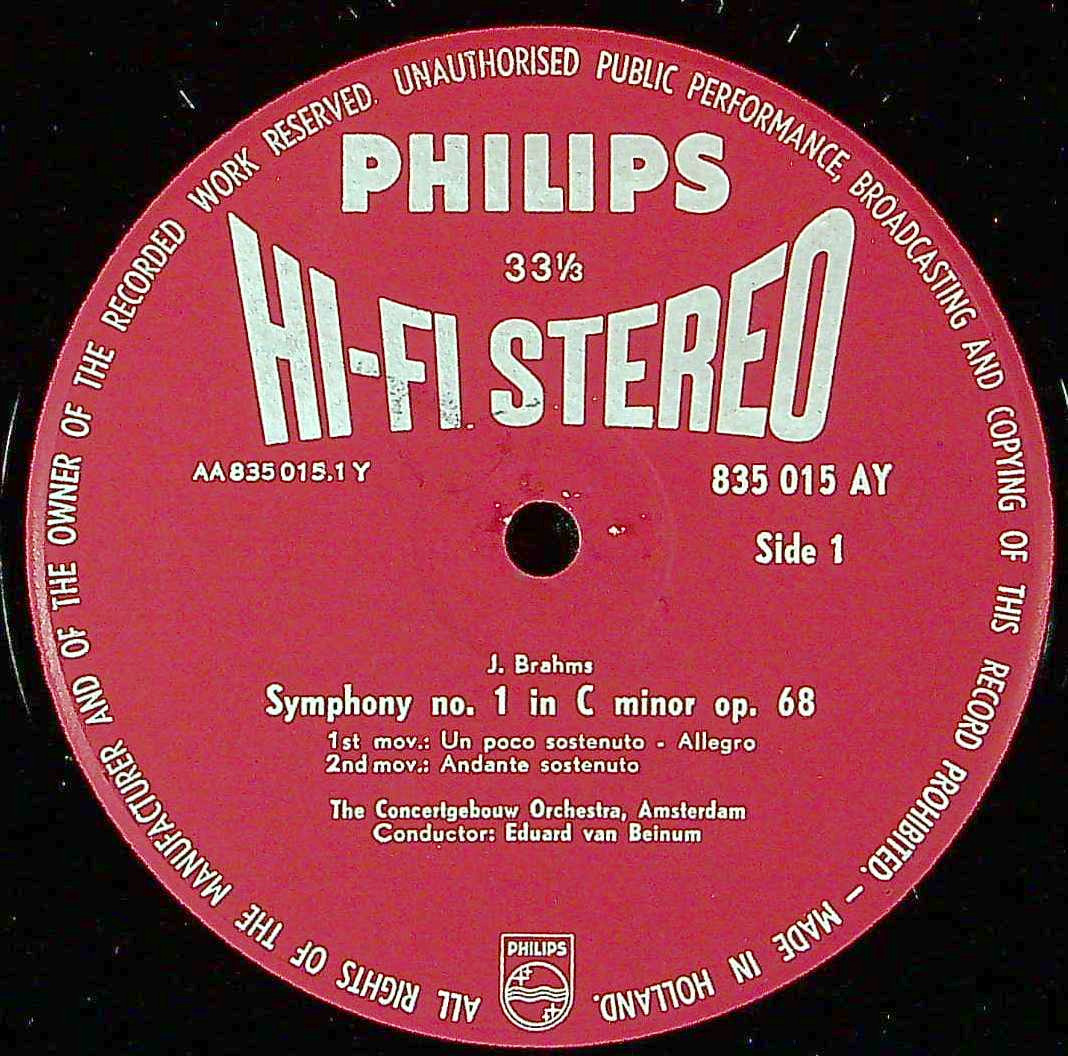 ALL RIGHTS OF THE MANUFACTURER AND OF THE OWNER OF THE RECORDED WORK RESERVED. UNAUTHORISED PUBLIC PERFORMANCE, BROADCASTING AND COPYING OF THIS RECORD PROHIBITED. – MADE IN HOLLAND.
PHILIPS
33⅓
HI-FI STEREO
AA 835 015.1 Y
835 015 AY
Side 1
J. Brahms
Symphony no. 1 in C minor op. 68
1st mov.: Un poco sostenuto - Allegro
2nd mov.: Andante sostenuto
The Concertgebouw Orchestra, Amsterdam
Conductor: Eduard van Beinum
PHILIPS